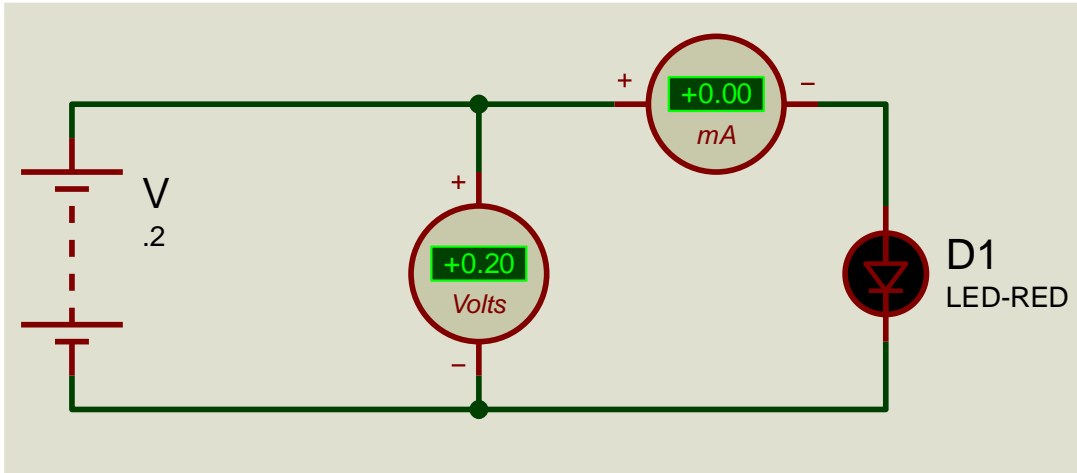 +
+0.00
−
mA
V
.2
+
+0.20
Volts
−
D1
LED-RED